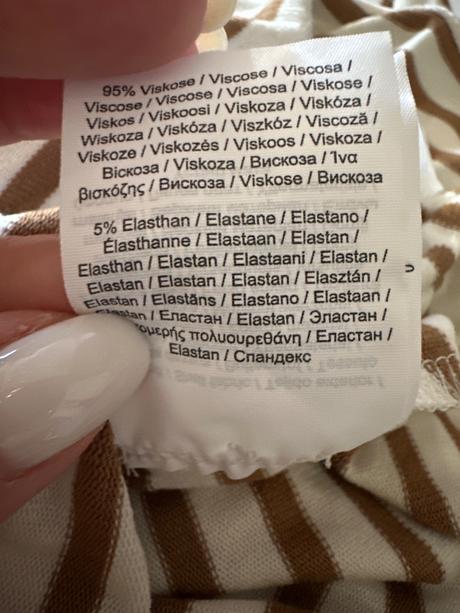 95% Viskose / Viscose / Viscosa /
Viscose / Viscose / Viscosa / Viskose /
Viskos / Viskoosi / Viskoza / Viskóza /
Wiskoza / Viskóza / Viszkóz / Viscoză /
Viskoze / Viskozės / Viskoos / Viskoza /
Віскоза / Viskoza / Вискоза / Ίνα
βισκόζης / Вискоза / Viskose / Вискоза
5% Elasthan / Elastane / Elastano /
Élasthanne / Elastaan / Elastan /
Elasthan / Elastan / Elastaani / Elastan /
Elastan / Elastan / Elastan / Elasztán /
Elastan / Elastāns / Elastano / Elastaan /
Elastan / Еластан / Elastan / Эластан /
πολυουρεθάνη / Еластан /
Elastan / Спандекс